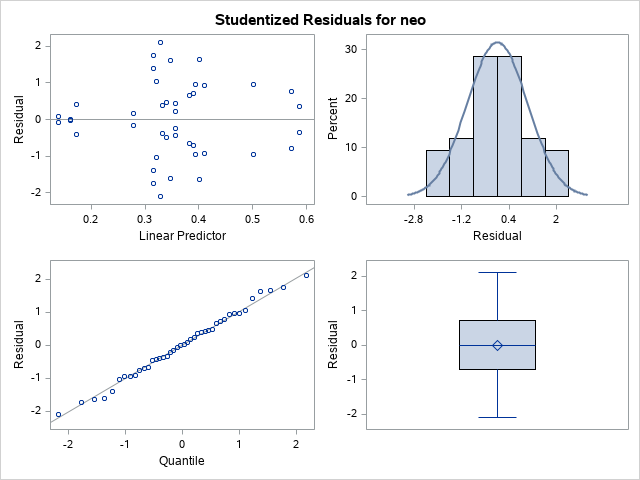 Studentized Residuals for neo
Residual
2
1
0
-1
-2
0.2 0.3 0.4 0.5 0.6
Linear Predictor
Percent
30
20
10
0
-2.8 -1.2 0.4 2
Residual
Residual
2
1
0
-1
-2
-2 -1 0 1 2
Quantile
Residual
2
1
0
-1
-2